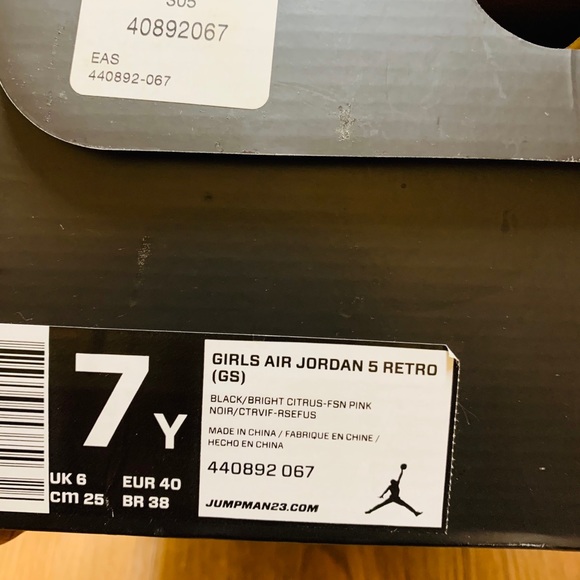 S05
40892067
EAS
440892-067
7 Y
UK 6 EUR 40
cm 25 BR 38
GIRLS AIR JORDAN 5 RETRO
(GS)
BLACK/BRIGHT CITRUS-FSN PINK
NOIR/CTRVIF-RSEFUS
MADE IN CHINA / FABRIQUE EN CHINE /
HECHO EN CHINA
440892 067
JUMPMAN23.COM